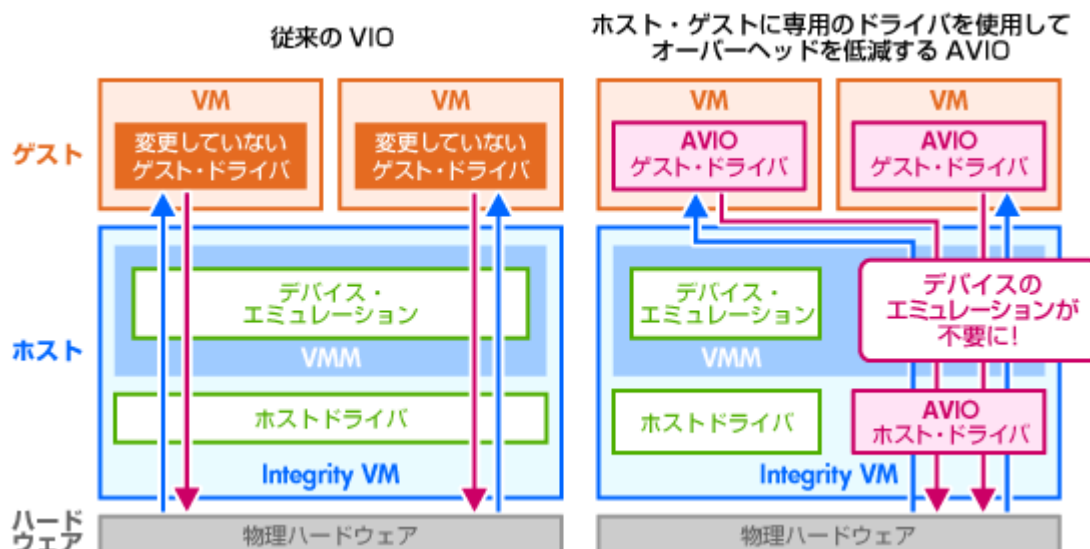 従来の VIO
VM
VM
変更していない
ゲスト・ドライバ
変更していない
ゲスト・ドライバ
ゲスト
ホスト
デバイス・
エミュレーション
VMM
ホストドライバ
Integrity VM
ハード
ウェア
物理ハードウェア
ホスト・ゲストに専用のドライバを使用して
オーバーヘッドを低減する AVIO
VM
VM
AVIO
ゲスト・ドライバ
AVIO
ゲスト・ドライバ
デバイス・
エミュレーション
VMM
デバイスの
エミュレーションが
不要に!
ホストドライバ
AVIO
ホスト・ドライバ
Integrity VM
物理ハードウェア